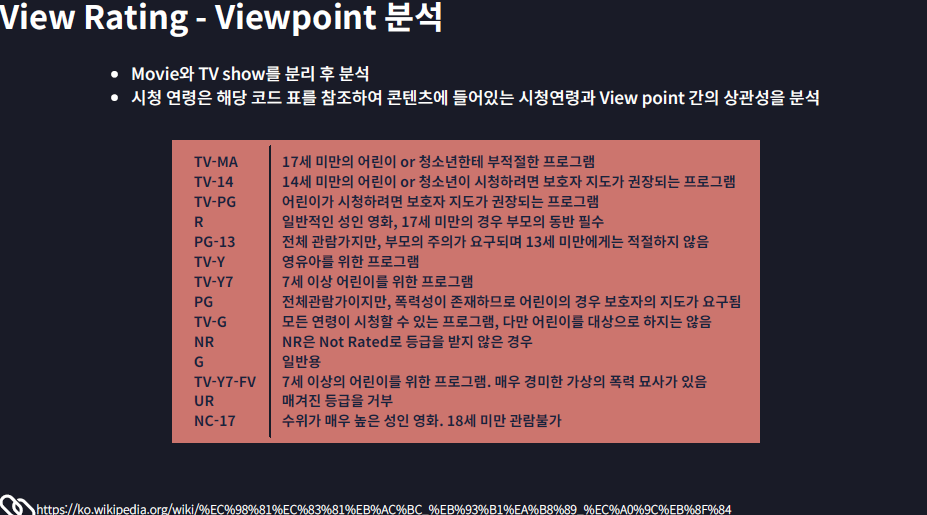 View Rating - Viewpoint 분석
Movie와 TV show를 분리 후 분석
시청 연령은 해당 코드 표를 참조하여 콘텐츠에 들어있는 시청연령과 View point 간의 상관성을 분석
TV-MA 17세 미만의 어린이 or 청소년한테 부적절한 프로그램
TV-14 14세 미만의 어린이 or 청소년이 시청하려면 보호자 지도가 권장되는 프로그램
TV-PG 어린이가 시청하려면 보호자 지도가 권장되는 프로그램
R 일반적인 성인 영화, 17세 미만의 경우 부모의 동반 필수
PG-13 전체 관람가지만, 부모의 주의가 요구되며 13세 미만에게는 적절하지 않음
TV-Y 영유아를 위한 프로그램
TV-Y7 7세 이상 어린이를 위한 프로그램
PG 전체관람가이지만, 폭력성이 존재하므로 어린이의 경우 보호자의 지도가 요구됨
TV-G 모든 연령이 시청할 수 있는 프로그램, 다만 어린이를 대상으로 하지는 않음
NR NR은 Not Rated로 등급을 받지 않은 경우
G 일반용
TV-Y7-FV 7세 이상의 어린이를 위한 프로그램. 매우 경미한 가상의 폭력 묘사가 있음
UR 매겨진 등급을 거부
NC-17 수위가 매우 높은 성인 영화. 18세 미만 관람불가
https://ko.wikipedia.org/wiki/%EC%98%81%EC%83%81%EB%AC%BC_%EB%93%B1%EA%B8%89_%EC%A0%9C%EB%8F%84